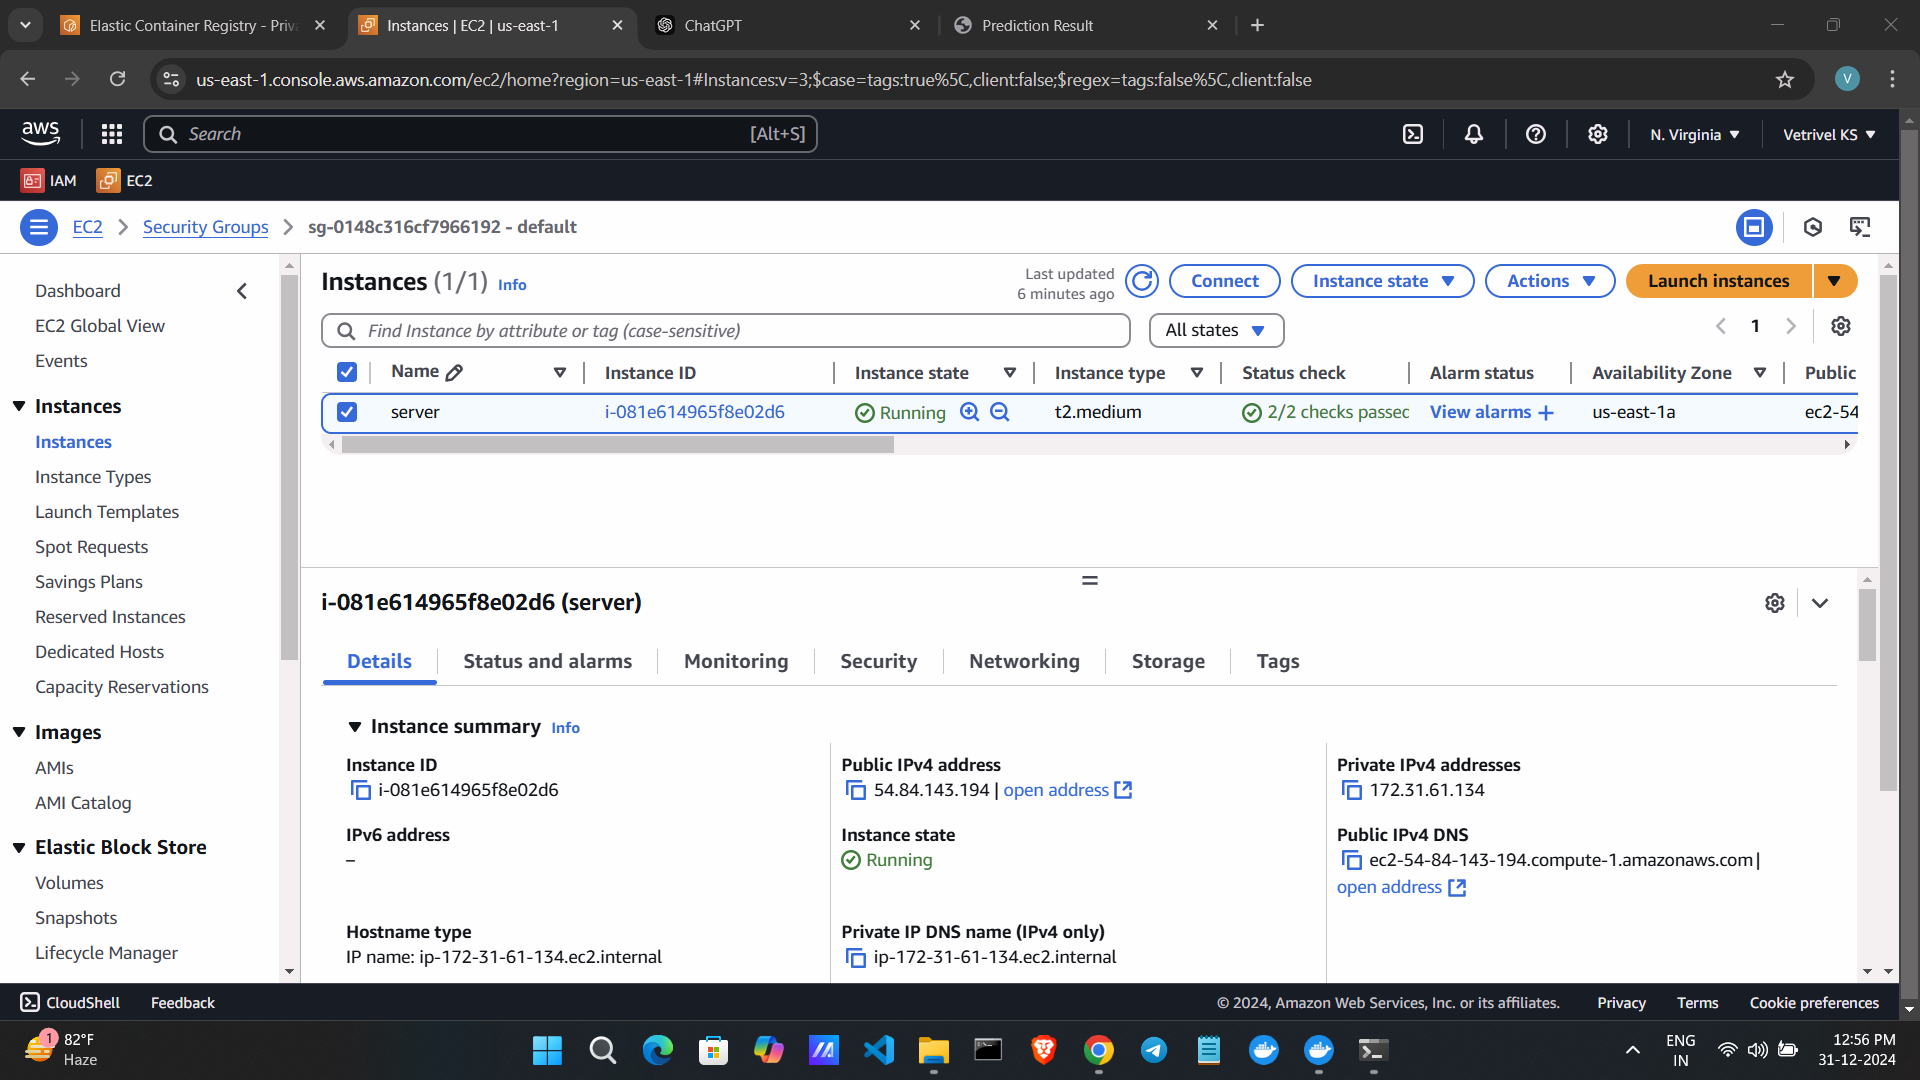 Elastic Container Registry - Priv
Instances | EC2 | us-east-1
ChatGPT
Prediction Result
us-east-1.console.aws.amazon.com/ec2/home?region=us-east-1#Instances:v=3;$case=tags:true%5C,client:false;$regex=tags:false%5C,client:false
V
aws
Search
[Alt+S]
N. Virginia
Vetrivel KS
IAM
EC2
EC2
Security Groups
sg-0148c316cf7966192 - default
Dashboard
EC2 Global View
Events
Instances
Instances
Instance Types
Launch Templates
Spot Requests
Savings Plans
Reserved Instances
Dedicated Hosts
Capacity Reservations
Images
AMIs
AMI Catalog
Elastic Block Store
Volumes
Snapshots
Lifecycle Manager
Instances (1/1) Info
Last updated
6 minutes ago
Connect
Instance state
Actions
Launch instances
Find Instance by attribute or tag (case-sensitive)
All states
1
Name
Instance ID
Instance state
Instance type
Status check
Alarm status
Availability Zone
Public
server
i-081e614965f8e02d6
Running
t2.medium
2/2 checks passed
View alarms +
us-east-1a
ec2-54
i-081e614965f8e02d6 (server)
Details
Status and alarms
Monitoring
Security
Networking
Storage
Tags
Instance summary Info
Instance ID
i-081e614965f8e02d6
Public IPv4 address
54.84.143.194 | open address
Private IPv4 addresses
172.31.61.134
IPv6 address
–
Instance state
Running
Public IPv4 DNS
ec2-54-84-143-194.compute-1.amazonaws.com |
open address
Hostname type
IP name: ip-172-31-61-134.ec2.internal
Private IP DNS name (IPv4 only)
ip-172-31-61-134.ec2.internal
CloudShell
Feedback
© 2024, Amazon Web Services, Inc. or its affiliates.
Privacy
Terms
Cookie preferences
1
82°F
Haze
ENG
IN
12:56 PM
31-12-2024